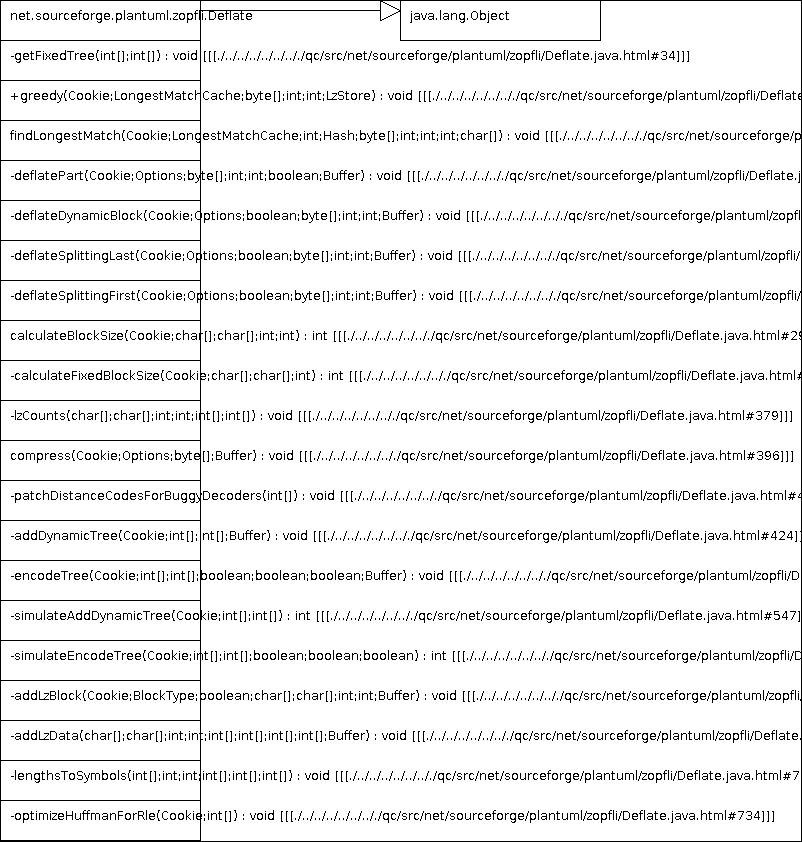 net.sourceforge.plantuml.zopfli.Deflate
java.lang.Object
-getFixedTree(int[];int[]) : void [[[./../../../../../../qc/src/net/sourceforge/plantuml/zopfli/Deflate.java.html#34]]]
+greedy(Cookie;LongestMatchCache;byte[];int;int;LzStore) : void [[[./../../../../../../qc/src/net/sourceforge/plantuml/zopfli/Deflate
findLongestMatch(Cookie;LongestMatchCache;int;Hash;byte[];int;int;int;char[]) : void [[[./../../../../../../qc/src/net/sourceforge/p
-deflatePart(Cookie;Options;byte[];int;int;boolean;Buffer) : void [[[./../../../../../../qc/src/net/sourceforge/plantuml/zopfli/Deflate.j
-deflateDynamicBlock(Cookie;Options;boolean;byte[];int;int;Buffer) : void [[[./../../../../../../qc/src/net/sourceforge/plantuml/zopfl
-deflateSplittingLast(Cookie;Options;boolean;byte[];int;int;Buffer) : void [[[./../../../../../../qc/src/net/sourceforge/plantuml/zopfli/
-deflateSplittingFirst(Cookie;Options;boolean;byte[];int;int;Buffer) : void [[[./../../../../../../qc/src/net/sourceforge/plantuml/zopfli/
calculateBlockSize(Cookie;char[];char[];int;int) : int [[[./../../../../../../qc/src/net/sourceforge/plantuml/zopfli/Deflate.java.html#29
-calculateFixedBlockSize(Cookie;char[];char[];int) : int [[[./../../../../../../qc/src/net/sourceforge/plantuml/zopfli/Deflate.java.html#
-lzCounts(char[];char[];int;int;int[];int[]) : void [[[./../../../../../../qc/src/net/sourceforge/plantuml/zopfli/Deflate.java.html#379]]]
compress(Cookie;Options;byte[];Buffer) : void [[[./../../../../../../qc/src/net/sourceforge/plantuml/zopfli/Deflate.java.html#396]]]
-patchDistanceCodesForBuggyDecoders(int[]) : void [[[./../../../../../../qc/src/net/sourceforge/plantuml/zopfli/Deflate.java.html#4
-addDynamicTree(Cookie;int[];int[];Buffer) : void [[[./../../../../../../qc/src/net/sourceforge/plantuml/zopfli/Deflate.java.html#424]]
-encodeTree(Cookie;int[];int[];boolean;boolean;boolean;Buffer) : void [[[./../../../../../../qc/src/net/sourceforge/plantuml/zopfli/D
-simulateAddDynamicTree(Cookie;int[];int[]) : int [[[./../../../../../../qc/src/net/sourceforge/plantuml/zopfli/Deflate.java.html#547]
-simulateEncodeTree(Cookie;int[];int[];boolean;boolean;boolean) : int [[[./../../../../../../qc/src/net/sourceforge/plantuml/zopfli/D
-addLzBlock(Cookie;BlockType;boolean;char[];char[];int;int;Buffer) : void [[[./../../../../../../qc/src/net/sourceforge/plantuml/zopfli
-addLzData(char[];char[];int;int;int[];int[];int[];int[];Buffer) : void [[[./../../../../../../qc/src/net/sourceforge/plantuml/zopfli/Deflate.
-lengthsToSymbols(int[];int;int;int[];int[];int[]) : void [[[./../../../../../../qc/src/net/sourceforge/plantuml/zopfli/Deflate.java.html#7
-optimizeHuffmanForRle(Cookie;int[]) : void [[[./../../../../../../qc/src/net/sourceforge/plantuml/zopfli/Deflate.java.html#734]]]